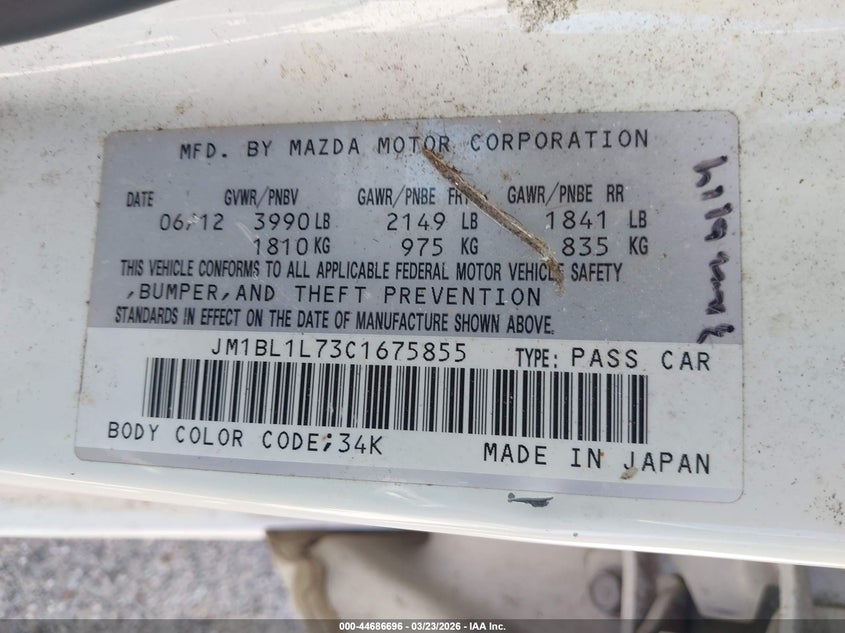 MFD. BY MAZDA MOTOR CORPORATION
DATE GVWR/PNBV GAWR/PNBE FRT GAWR/PNBE RR
06/12 3990 LB 2149 LB 1841 LB
1810 KG 975 KG 835 KG
THIS VEHICLE CONFORMS TO ALL APPLICABLE FEDERAL MOTOR VEHICLE SAFETY
,BUMPER,AND THEFT PREVENTION
STANDARDS IN EFFECT ON THE DATE OF MANUFACTURE SHOWN ABOVE.
JM1BL1L73C1675855 TYPE: PASS CAR
BODY COLOR CODE;34K MADE IN JAPAN
000-44686696 - 03/23/2026 - IAA Inc.